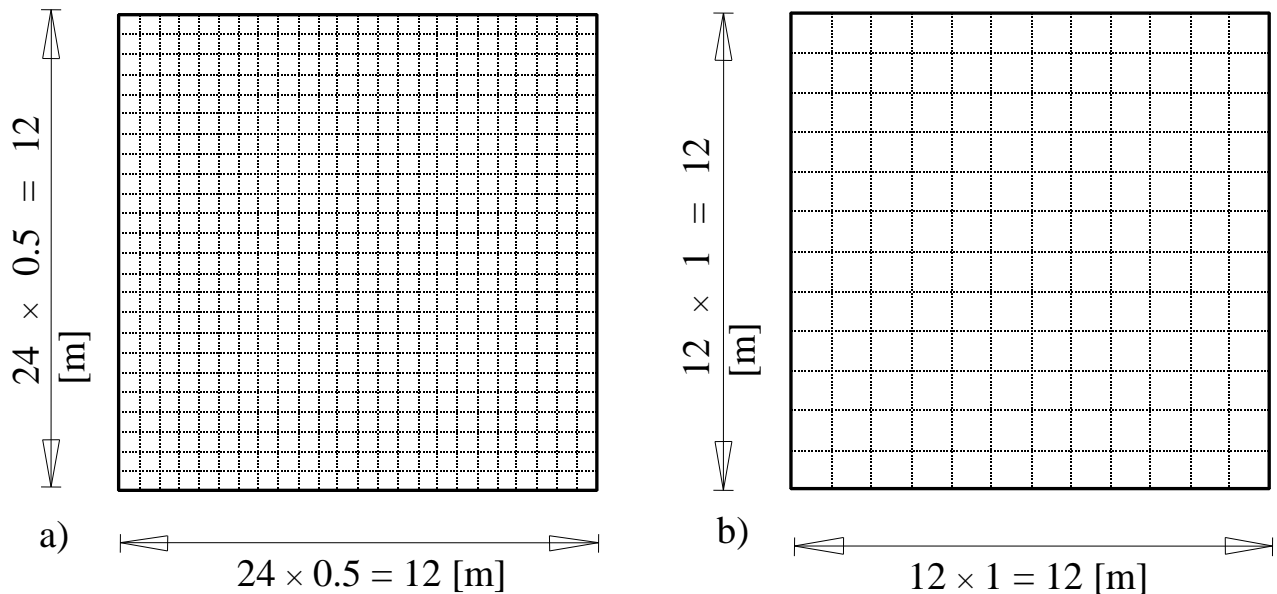 24 × 0.5 = 12
[m]
12 × 1 = 12
[m]
a)
24 × 0.5 = 12 [m]
b)
12 × 1 = 12 [m]